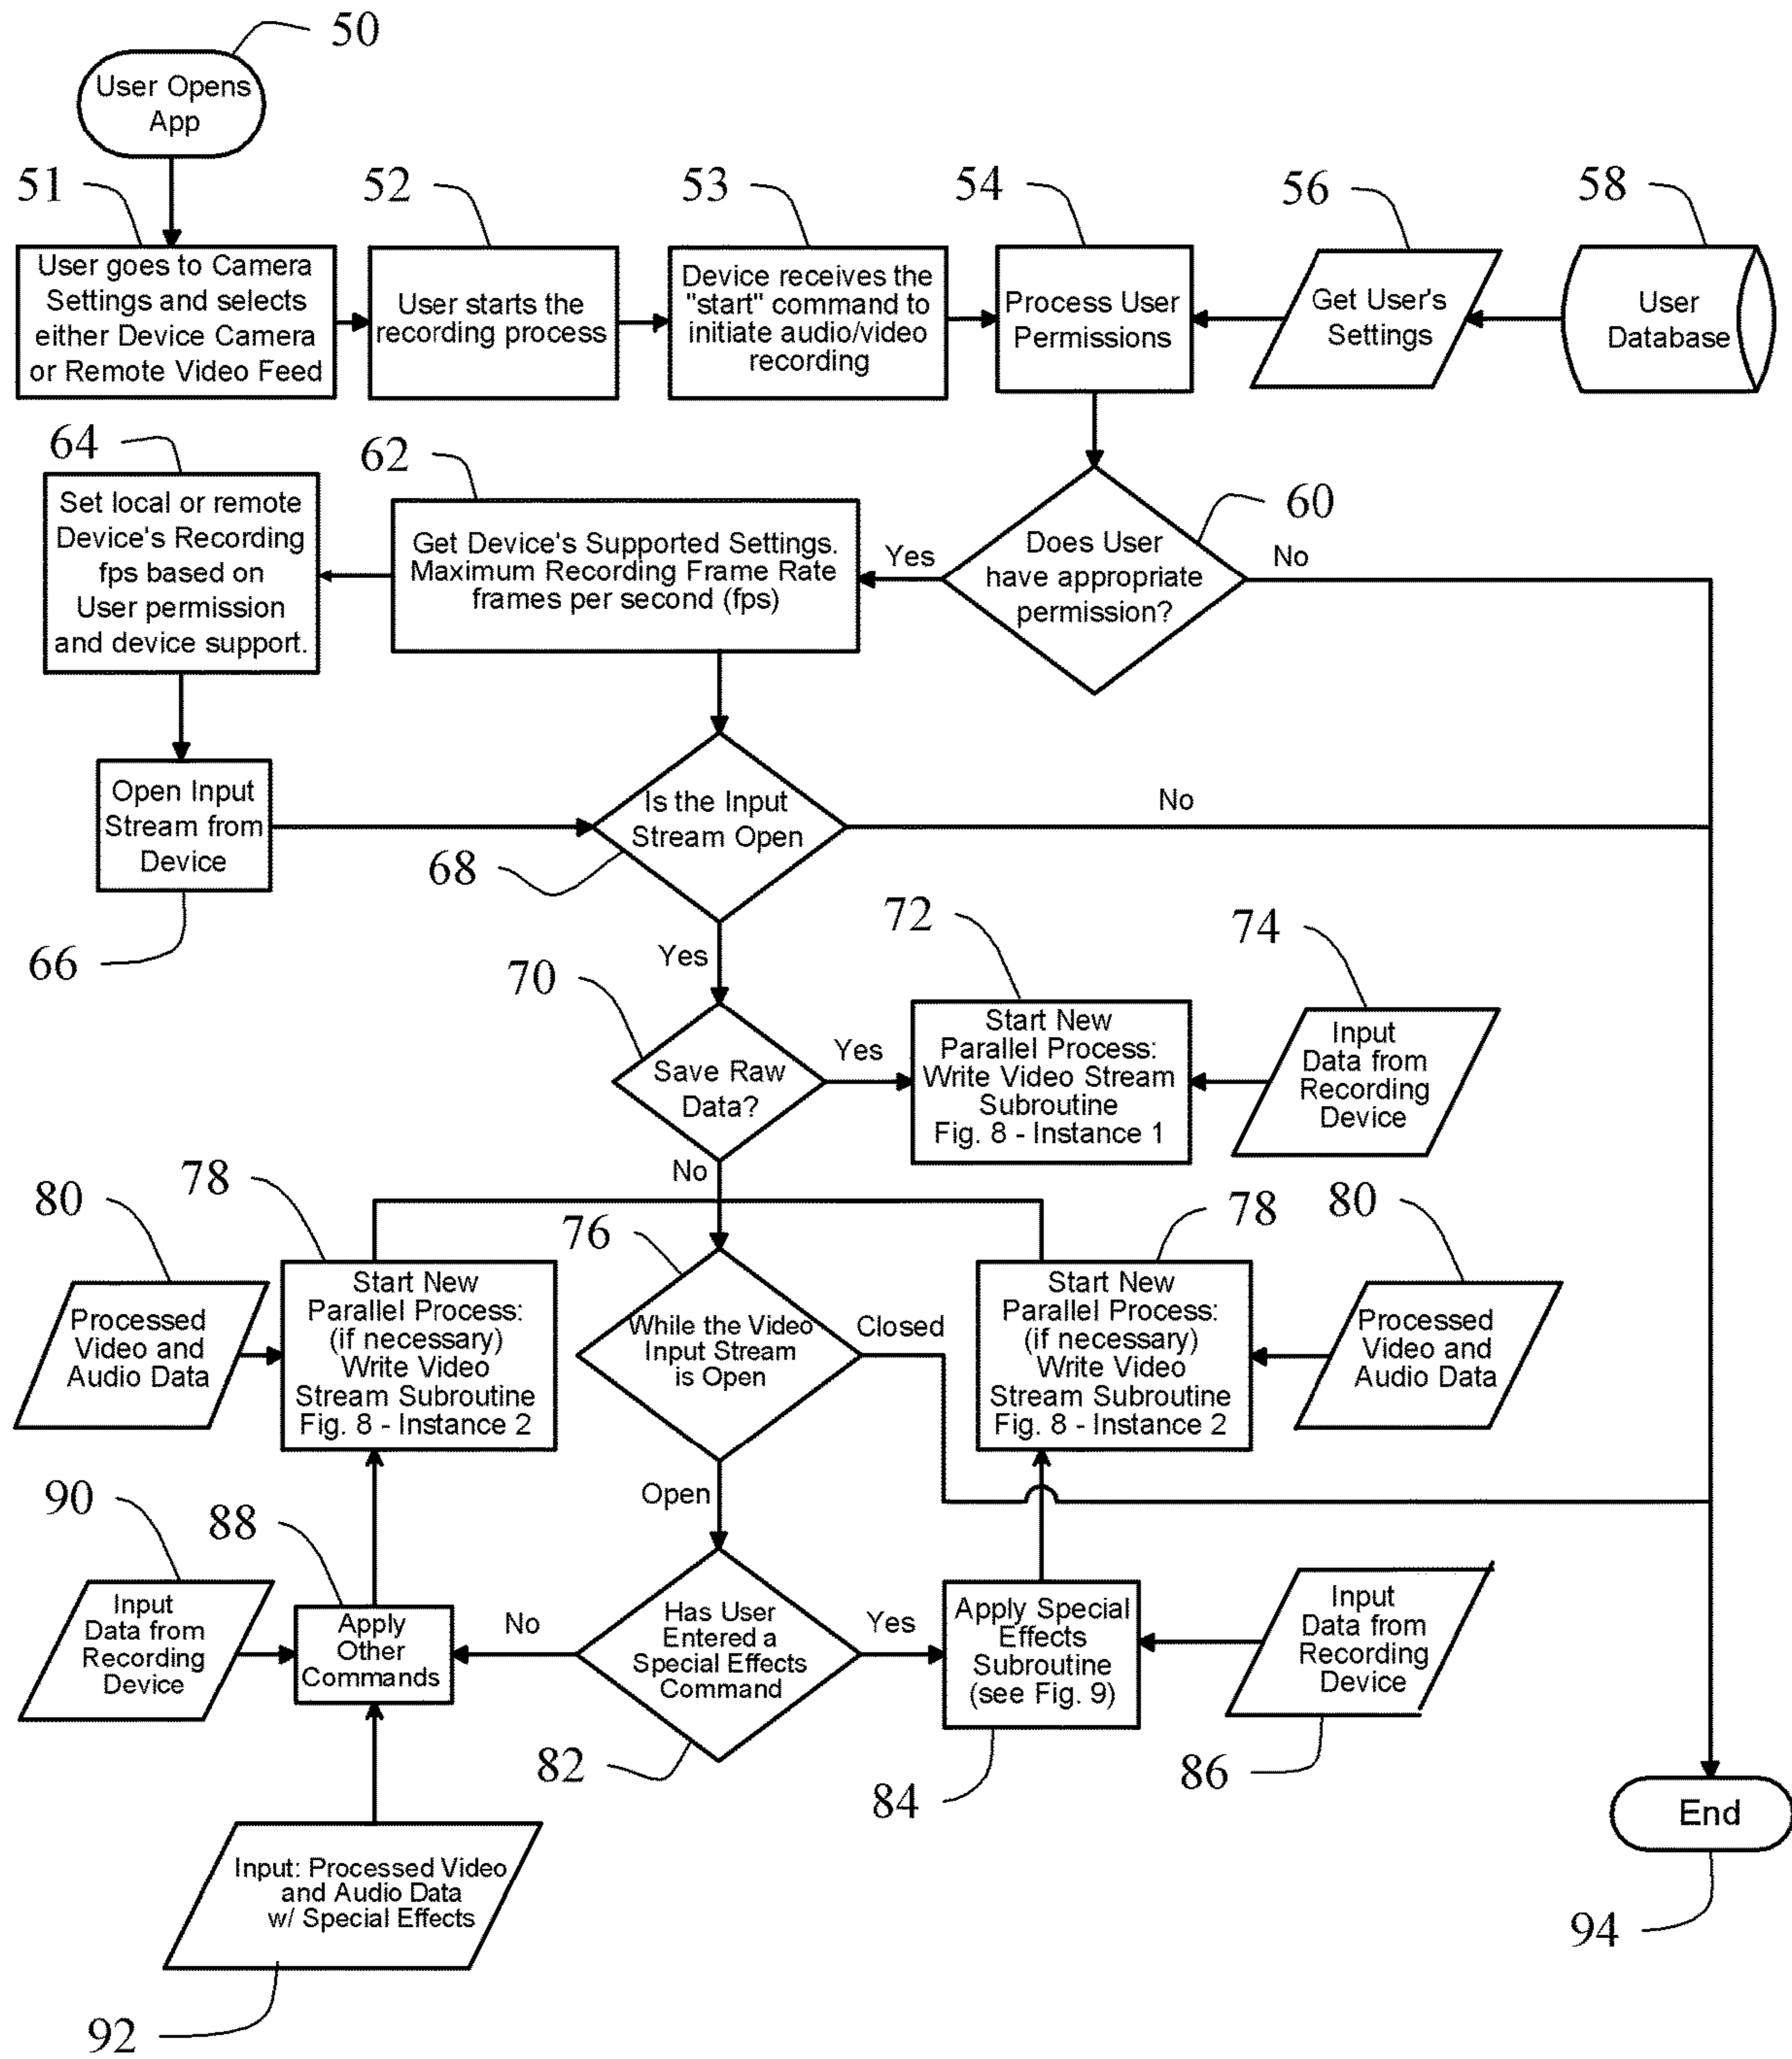 50
User Opens
App
51
52
53
54
56
58
User goes to Camera
Settings and selects
either Device Camera
or Remote Video Feed
User starts the
recording process
Device receives the
"start" command to
initiate audio/video
recording
Process User
Permissions
Get User's
Settings
User
Database
64
Set local or remote
Device's Recording
fps based on
User permission
and device support.
62
Get Device's Supported Settings.
Maximum Recording Frame Rate
frames per second (fps)
Yes
60
Does User
have appropriate
permission?
No
Open Input
Stream from
Device
66
Is the Input
Stream Open
68
No
Yes
70
Save Raw
Data?
Yes
72
Start New
Parallel Process:
Write Video Stream
Subroutine
Fig. 8 - Instance 1
74
Input
Data from
Recording
Device
No
80
Processed
Video and
Audio Data
78
Start New
Parallel Process:
(if necessary)
Write Video
Stream Subroutine
Fig. 8 - Instance 2
76
While the Video
Input Stream
is Open
Closed
78
Start New
Parallel Process:
(if necessary)
Write Video
Stream Subroutine
Fig. 8 - Instance 2
80
Processed
Video and
Audio Data
Open
90
Input
Data from
Recording
Device
88
Apply
Other
Commands
No
Has User
Entered a
Special Effects
Command
82
Yes
Apply Special
Effects
Subroutine
(see Fig. 9)
84
Input
Data from
Recording
Device
86
Input: Processed Video
and Audio Data
w/ Special Effects
92
End
94